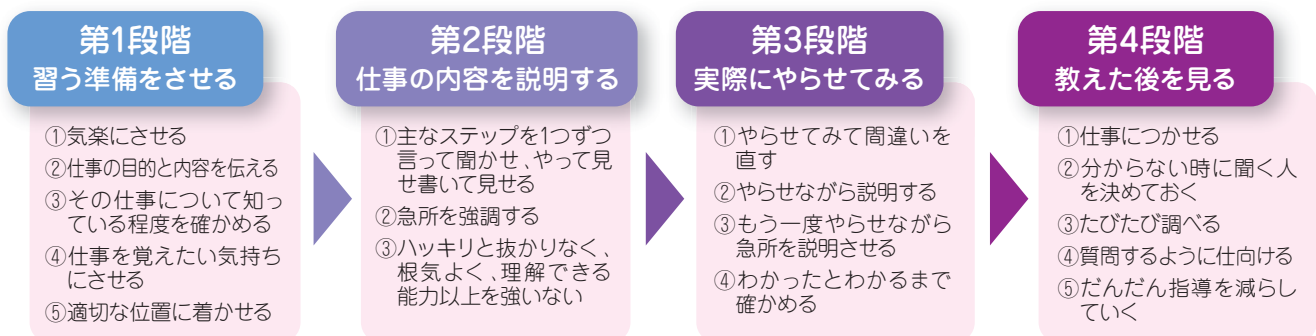 第1段階
習う準備をさせる
①気楽にさせる
②仕事の目的と内容を伝える
③その仕事について知っ
ている程度を確かめる
④仕事を覚えたい気持ち
にさせる
⑤適切な位置に着かせる
第2段階
仕事の内容を説明する
①主なステップを1つずつ
言って聞かせ、やって見
せ書いて見せる
②急所を強調する
③ハッキリと抜かりなく、
根気よく、理解できる
能力以上を強いない
第3段階
実際にやらせてみる
①やらせてみて間違いを
直す
②やらせながら説明する
③もう一度やらせながら
急所を説明させる
④わかったとわかるまで
確かめる
第4段階
教えた後を見る
①仕事につかせる
②分からない時に聞く人
を決めておく
③たびたび調べる
④質問するように仕向ける
⑤だんだん指導を減らし
ていく